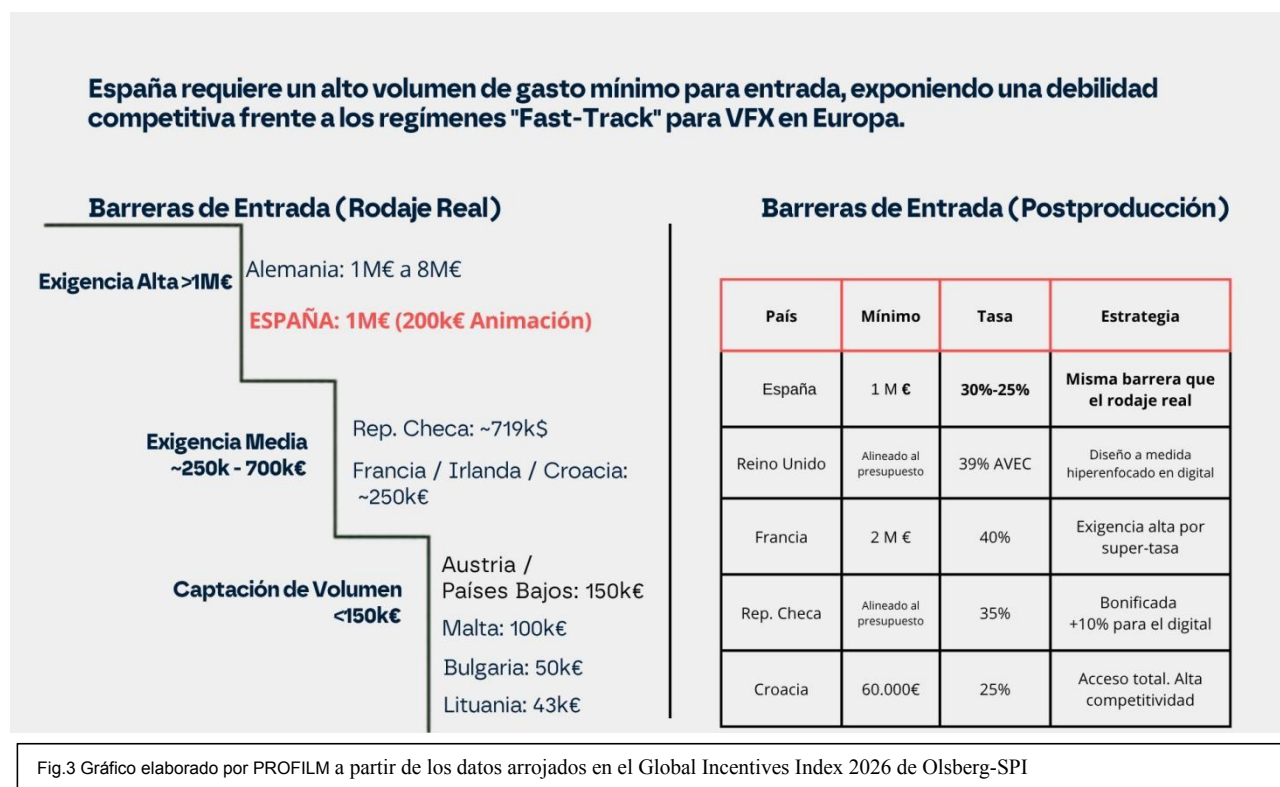 España requiere un alto volumen de gasto mínimo para entrada, exponiendo una debilidad
competitiva frente a los regímenes "Fast-Track" para VFX en Europa.
Barreras de Entrada (Rodaje Real)
Exigencia Alta >1M€
Alemania: 1M€ a 8M€
ESPAÑA: 1M€ (200k€ Animación)
Exigencia Media
~250k - 700k€
Rep. Checa: ~719k$
Francia / Irlanda / Croacia:
~250k€
Captación de Volumen
<150k€
Austria /
Países Bajos: 150k€
Malta: 100k€
Bulgaria: 50k€
Lituania: 43k€
Barreras de Entrada (Postproducción)
País Mínimo Tasa Estrategia
España 1 M € 30%-25% Misma barrera que
el rodaje real
Reino Unido Alineado al
presupuesto 39% AVEC Diseño a medida
hiperenfocado en digital
Francia 2 M € 40% Exigencia alta por
super-tasa
Rep. Checa Alineado al
presupuesto 35% Bonificada
+10% para el digital
Croacia 60.000€ 25% Acceso total. Alta
competitividad
Fig.3 Gráfico elaborado por PROFILM a partir de los datos arrojados en el Global Incentives Index 2026 de Olsberg-SPI